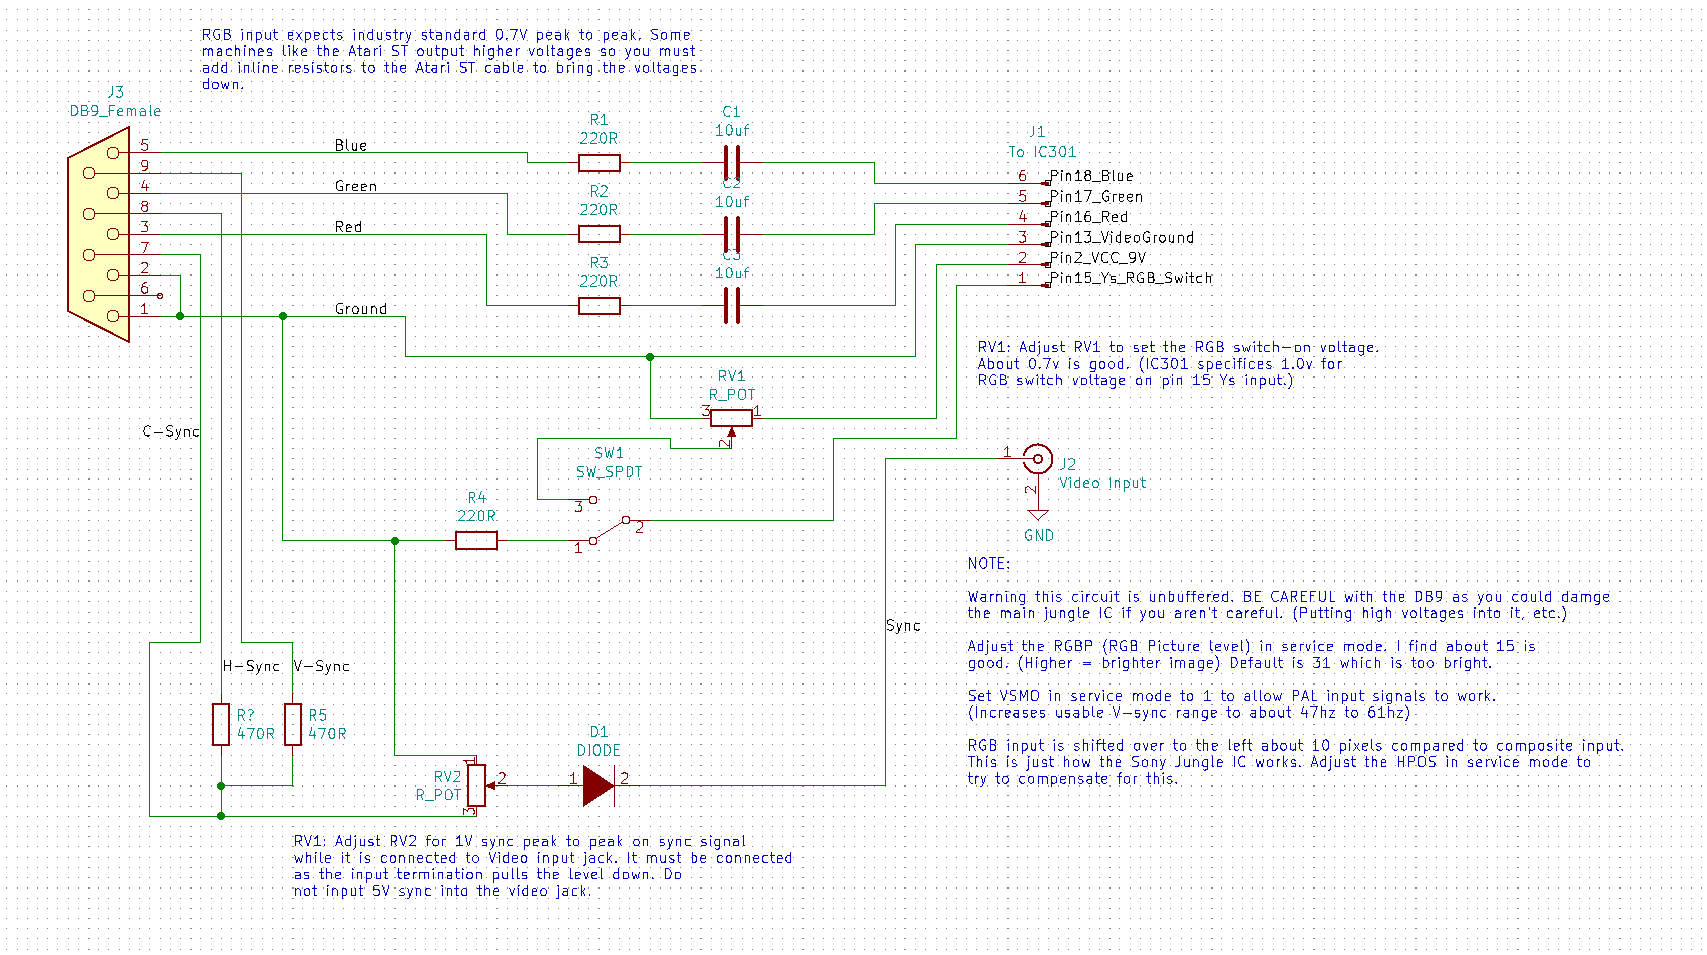 RGB input expects industry standard 0.7V peak to peak. Some
machines like the Atari ST output higher voltages so you must
add inline resistors to the Atari ST cable to bring the voltages
down.
J3
DB9_Female
5
9
4
8
3
7
2
6
1
Blue
Green
Red
Ground
R1
220R
R2
220R
R3
220R
C1
10uf
C2
10uf
C3
10uf
J1
To IC301
6 Pin18_Blue
5 Pin17_Green
4 Pin16_Red
3 Pin13_VideoGround
2 Pin2_VCC_9V
1 Pin15_Ys_RGB_Switch
RV1: Adjust RV1 to set the RGB switch-on voltage.
About 0.7v is good. (IC301 specifices 1.0v for
RGB switch voltage on pin 15 Ys input.)
RV1
R_POT
3
1
2
C-Sync
SW1
SW_SPDT
3
2
1
R4
220R
1
J2
Video Input
2
GND
NOTE:
Warning this circuit is unbuffered. BE CAREFUL with the DB9 as you could damge
the main jungle IC if you aren't careful. (Putting high voltages into it, etc.)
Adjust the RGBP (RGB Picture level) in service mode. I find about 15 is
good. (Higher = brighter image) Default is 31 which is too bright.
Set VSMO in service mode to 1 to allow PAL input signals to work.
(Increases usable V-sync range to about 47hz to 61hz)
RGB input is shifted over to the left about 10 pixels compared to composite input.
This is just how the Sony Jungle IC works. Adjust the HPOS in service mode to
try to compensate for this.
Sync
H-Sync
V-Sync
R?
470R
R5
470R
RV2
R_POT
1
2
3
D1
DIODE
1
2
RV1: Adjust RV2 for 1V sync peak to peak on sync signal
while it is connected to Video input jack. It must be connected
as the input termination pulls the level down. Do
not input 5V sync into the video jack.